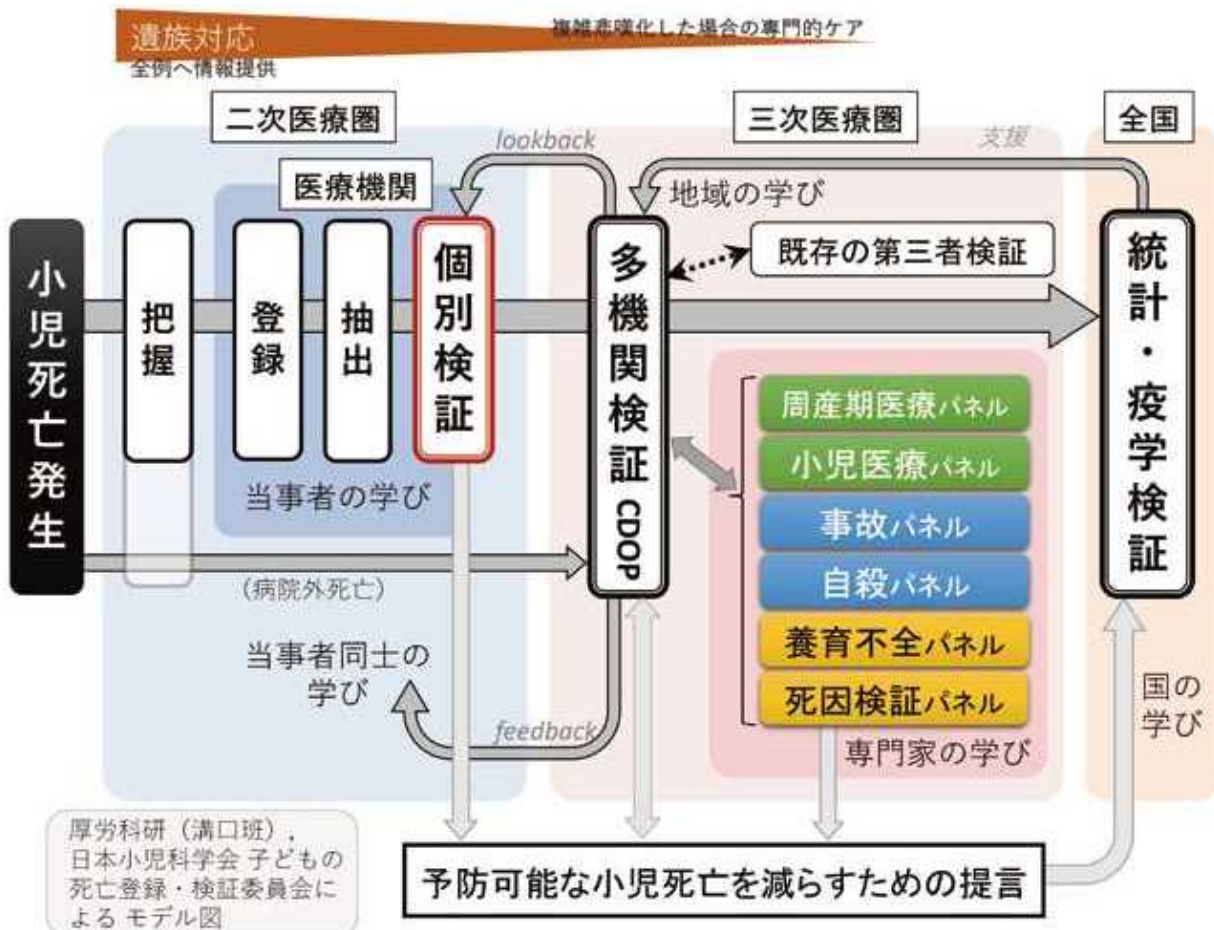 遺族対応
全例へ情報提供
複雑悲嘆化した場合の専門的ケア
二次医療圏
三次医療圏
全国
lookback
支援
医療機関
地域の学び
小児死亡発生
把握
登録
抽出
個別検証
多機関検証 CDOP
既存の第三者検証
統計・疫学検証
周産期医療パネル
小児医療パネル
事故パネル
自殺パネル
養育不全パネル
死因検証パネル
当事者の学び
(病院外死亡)
当事者同士の
学び
feedback
専門家の学び
国の
学び
厚労科研（溝口班），
日本小児科学会 子どもの
死亡登録・検証委員会に
よる モデル図
予防可能な小児死亡を減らすための提言